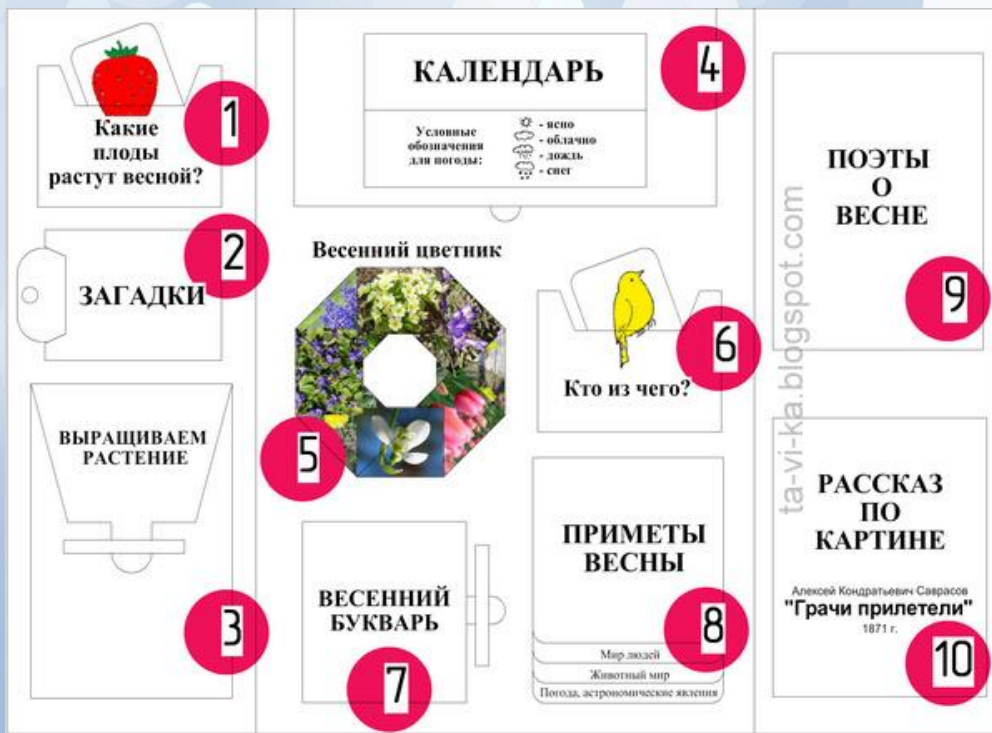 Какие
плоды
растут весной?
1
ЗАГАДКИ
2
ВЫРАЩИВАЕМ
РАСТЕНИЕ
3
КАЛЕНДАРЬ
Условные
обозначения
для погоды:
- ясно
- облачно
- дождь
- снег
4
Весенний цветник
5
Кто из чего?
6
ВЕСЕННИЙ
БУКВАРЬ
7
ПРИМЕТЫ
ВЕСНЫ
Мир людей
Животный мир
Погода, астрономические явления
8
ПОЭТЫ
О
ВЕСНЕ
9
РАССКАЗ
ПО
КАРТИНЕ
Алексей Кондратьевич Саврасов
"Грачи прилетели"
1871 г.
10
ta-vi-ka.blogspot.com